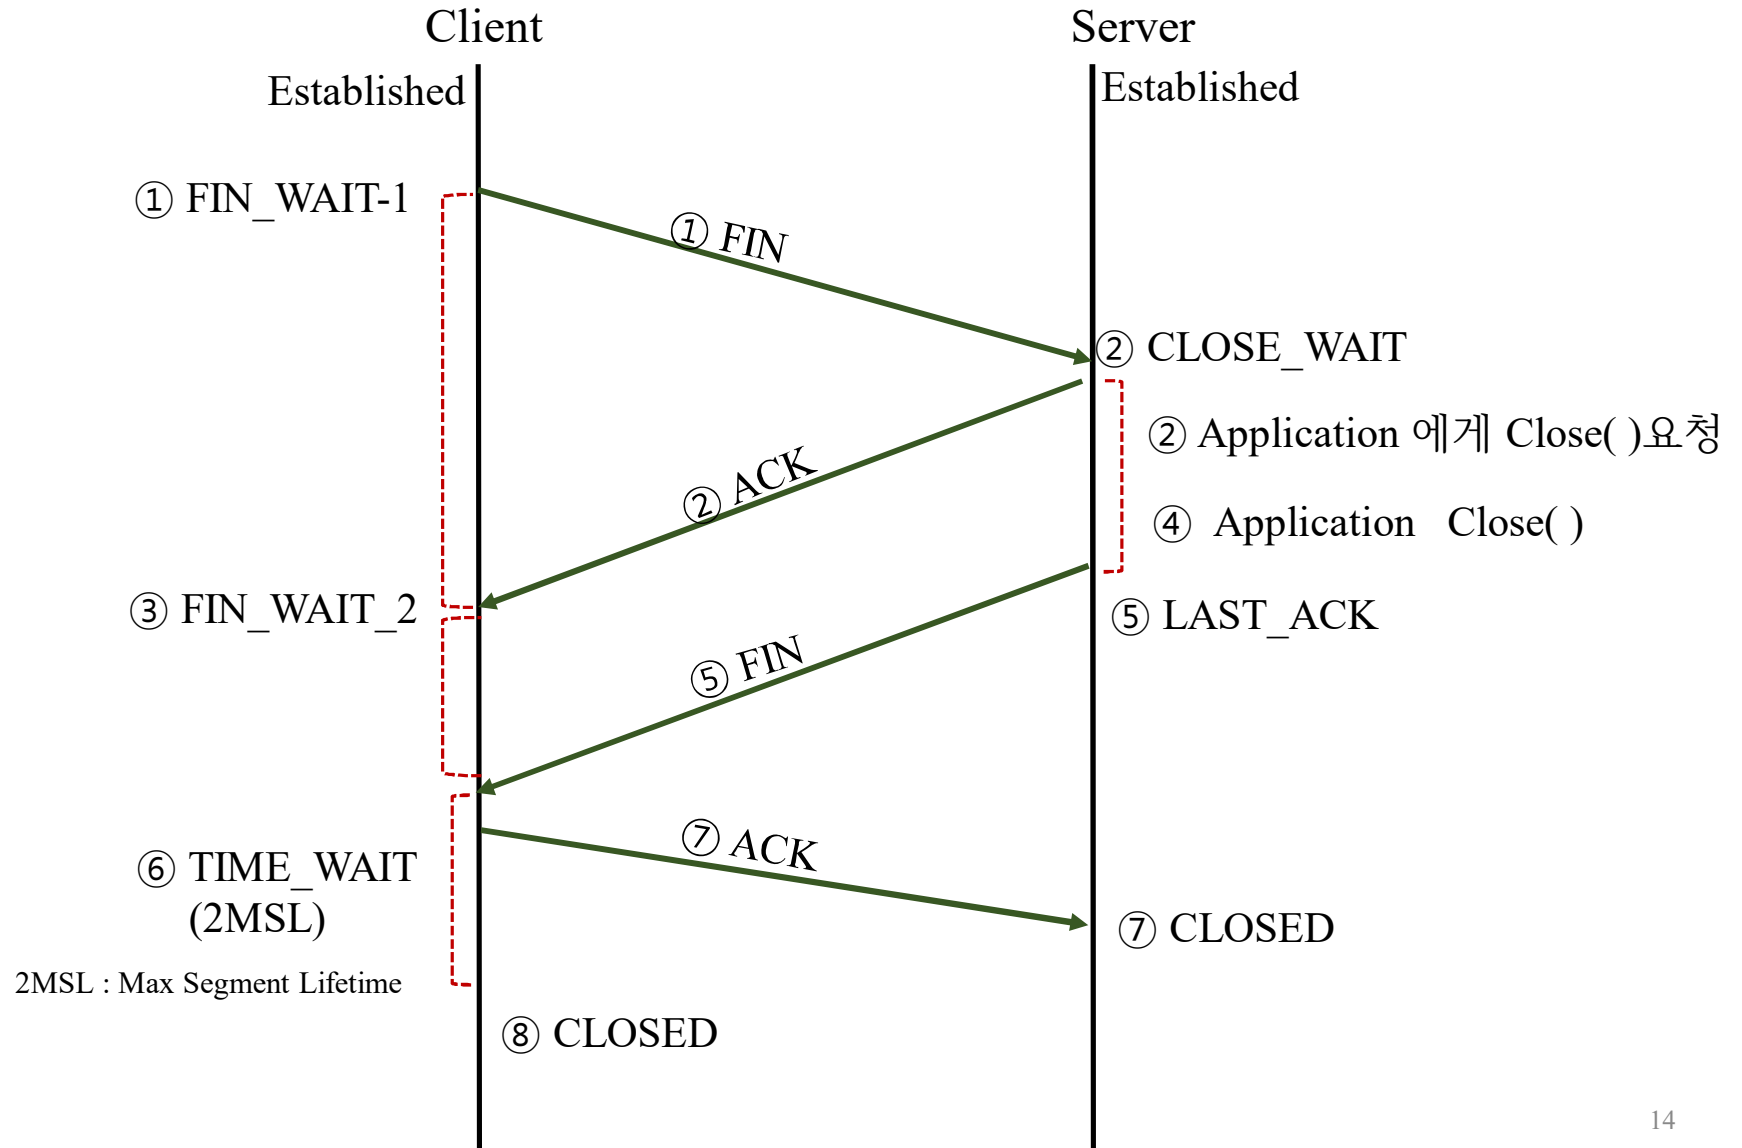 Client
Server
Established
Established
① FIN_WAIT-1
① FIN
② CLOSE_WAIT
② Application 에게 Close( )요청
② ACK
④ Application Close( )
③ FIN_WAIT_2
⑤ LAST_ACK
⑤ FIN
⑦ ACK
⑥ TIME_WAIT
(2MSL)
⑦ CLOSED
2MSL : Max Segment Lifetime
⑧ CLOSED
14